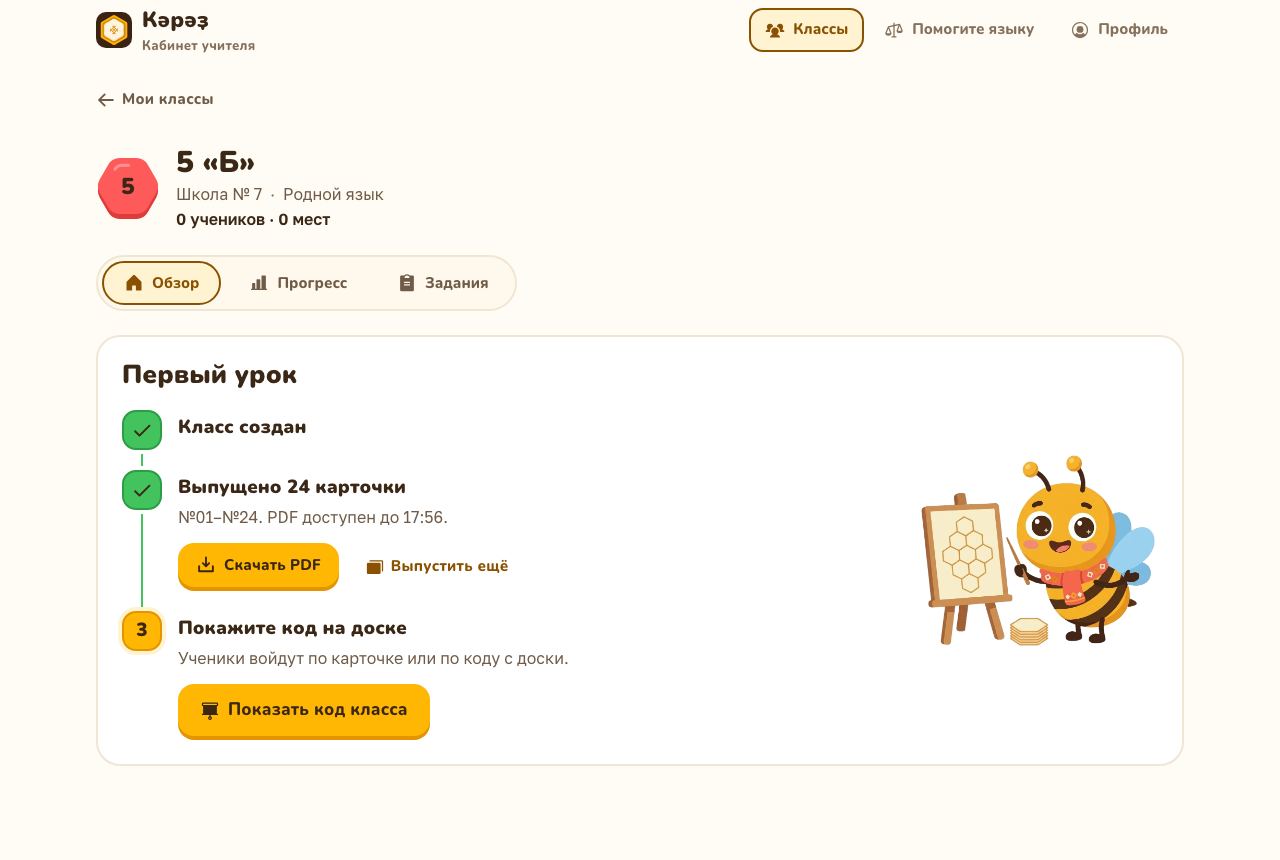 Кәрәҙ
Кабинет учителя
Классы
Помогите языку
Профиль
Мои классы
5
5 «Б»
Школа № 7 · Родной язык
0 учеников · 0 мест
Обзор
Прогресс
Задания
Первый урок
Класс создан
Выпущено 24 карточки
№01–№24. PDF доступен до 17:56.
Скачать PDF
Выпустить ещё
3
Покажите код на доске
Ученики войдут по карточке или по коду с доски.
Показать код класса